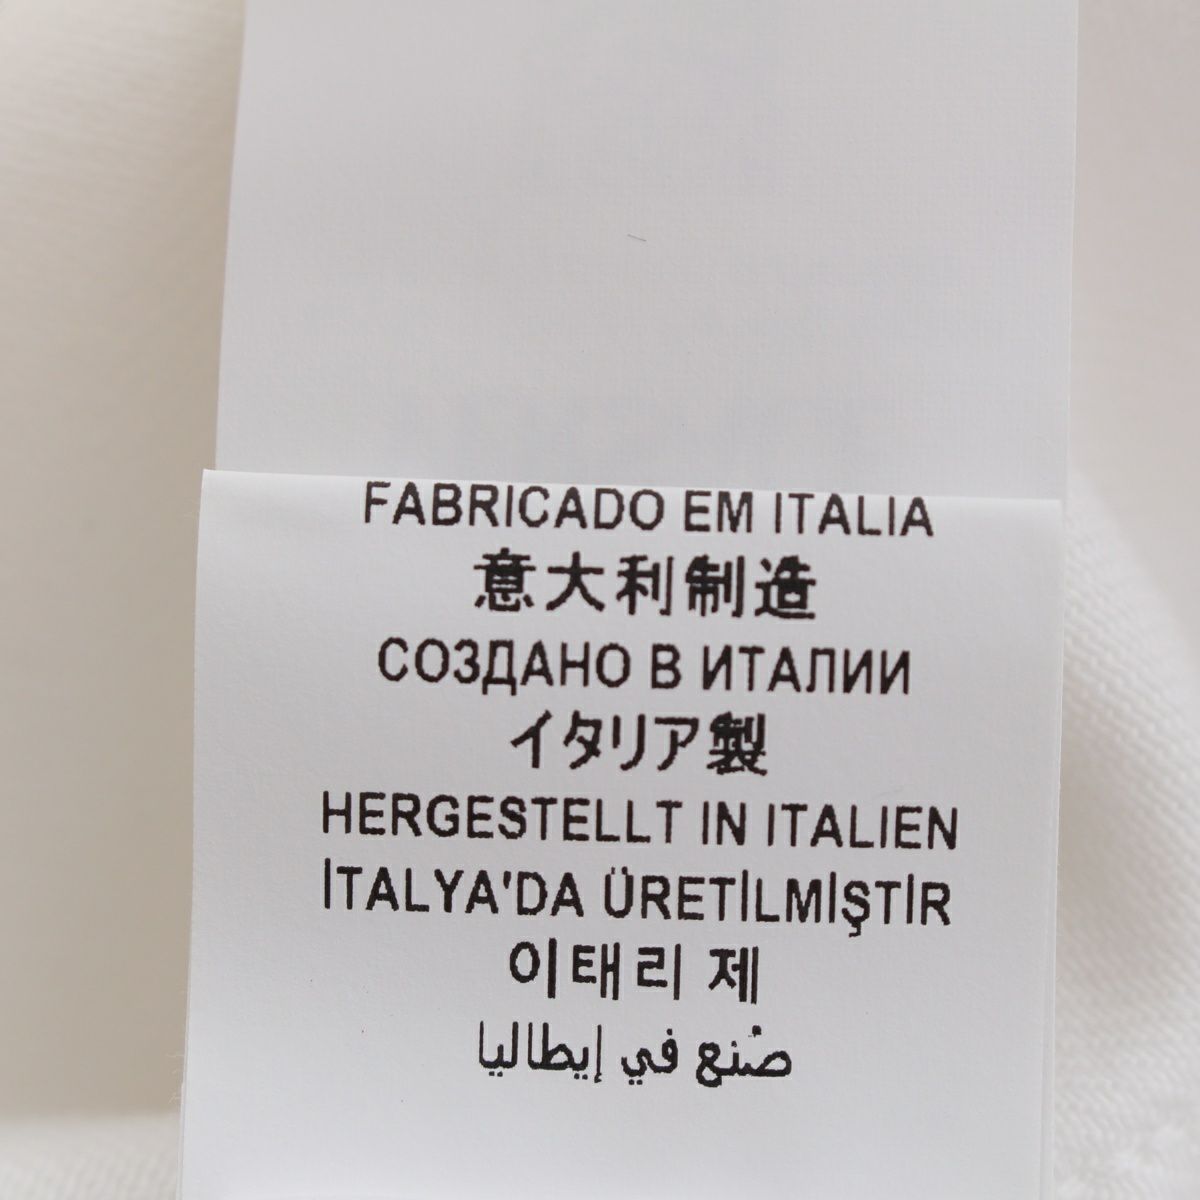 FABRICADO EM ITALIA
意大利制造
СОЗДАНО В ИТАЛИИ
イタリア製
HERGESTELLT IN ITALIEN
İTALYA'DA ÜRETİLMİŞTİR
이태리 제
صُنع في إيطاليا